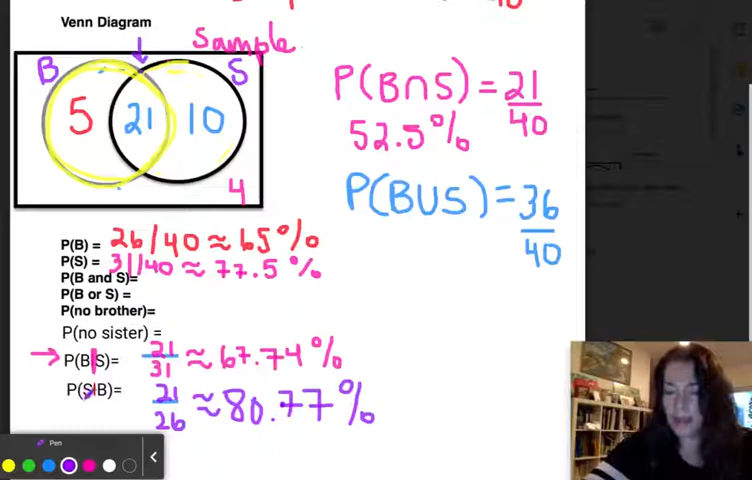 Venn Diagram
Sample
B
S
5
21
10
4
P(B∩S) = 21/40
52.5%
P(BUS) = 36/40
P(B) = 26/40 ≈ 65%
P(S) = 31/40 ≈ 77.5 %
P(B and S)=
P(B or S) =
P(no brother)=
P(no sister) =
→ P(B|S)= 21/31 ≈ 67.74%
P(S|B)= 21/26 ≈ 80.77%
Pen